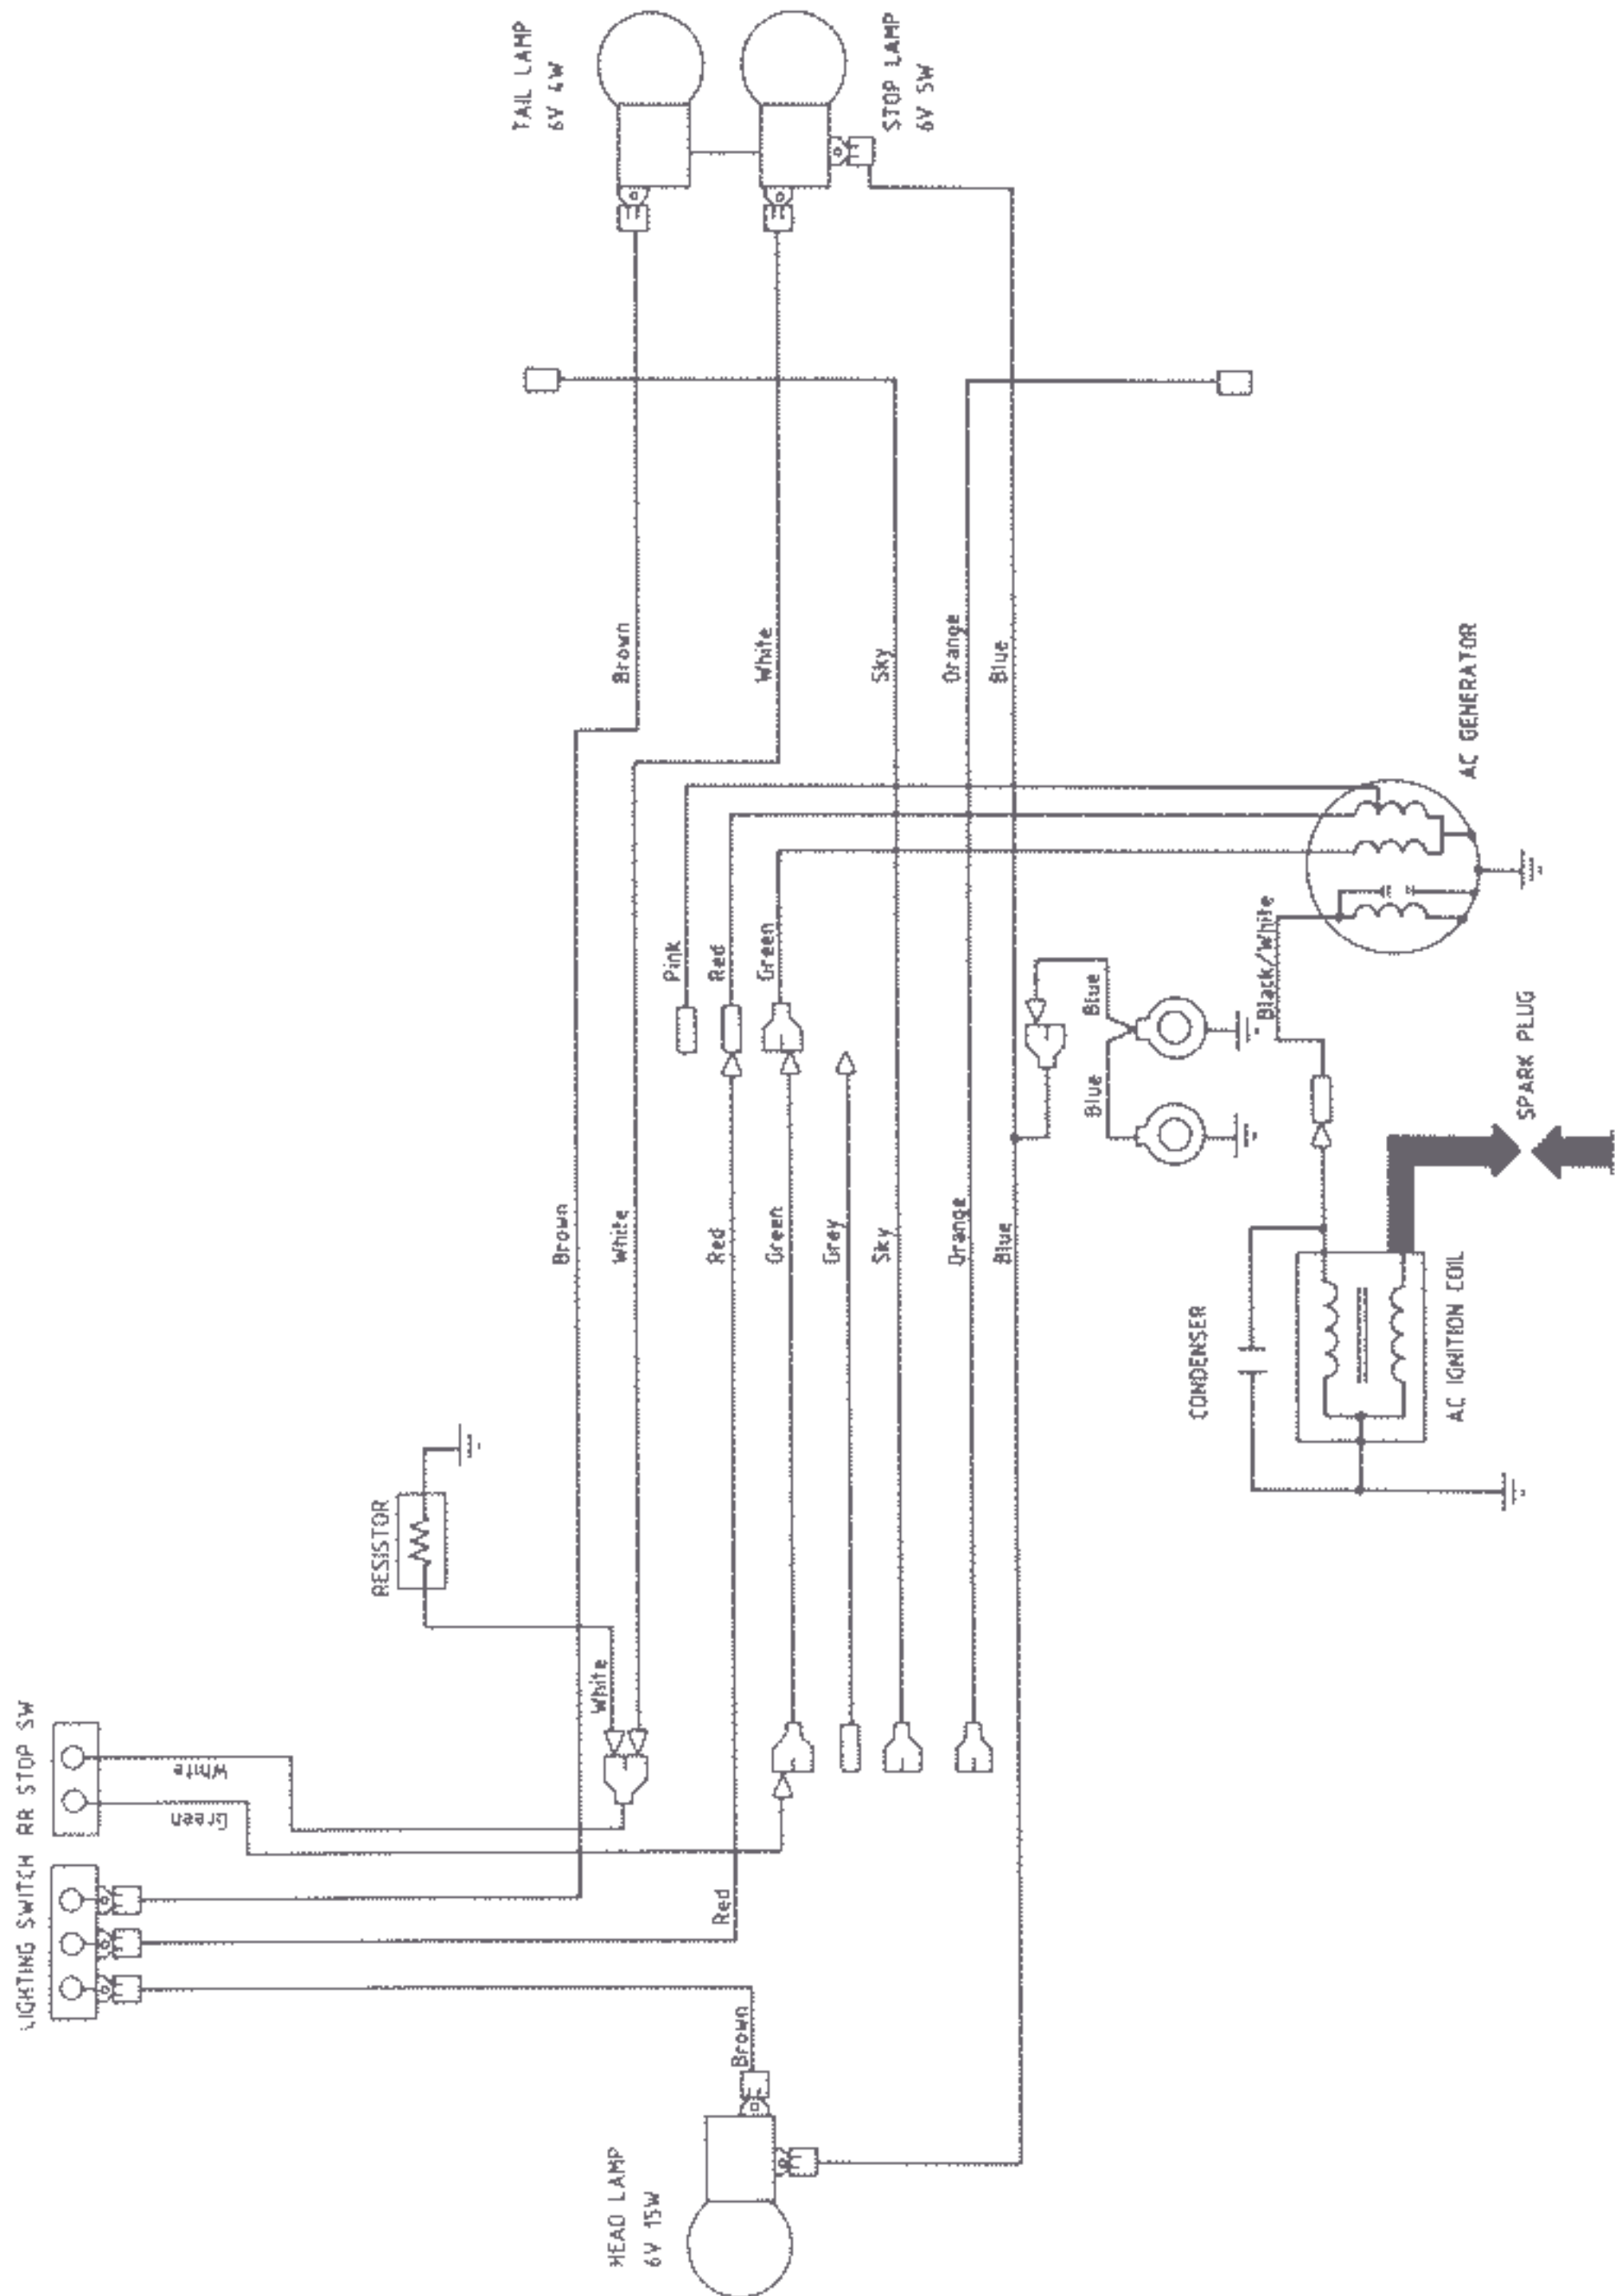 TAIL LAMP
6V 4W
STOP LAMP
6V 5W
Brown
White
Sky
Orange
Blue
AC GENERATOR
Pink
Red
Green
Blue
Blue
Black/White
SPARK PLUG
Brown
White
Red
Green
Grey
Sky
Orange
Blue
CONDENSER
AC IGNITION COIL
RESISTOR
White
RR STOP SW
White
Green
LIGHTING SWITCH
Red
Brown
HEAD LAMP
6V 15W